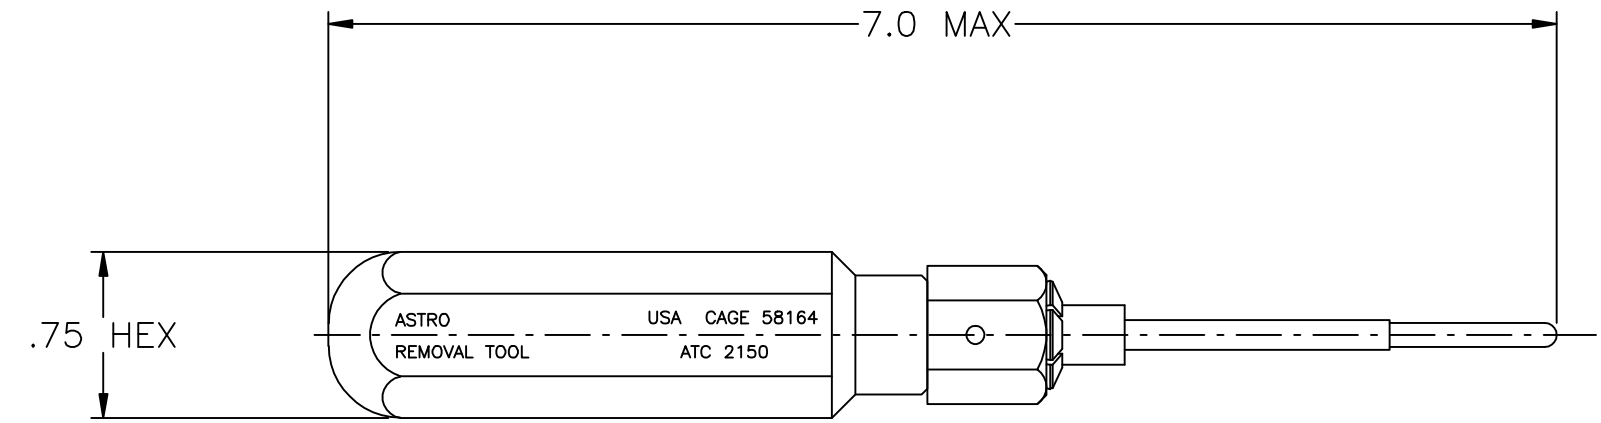 7.0 MAX
.75 HEX
ASTRO USA CAGE 58164
REMOVAL TOOL ATC 2150